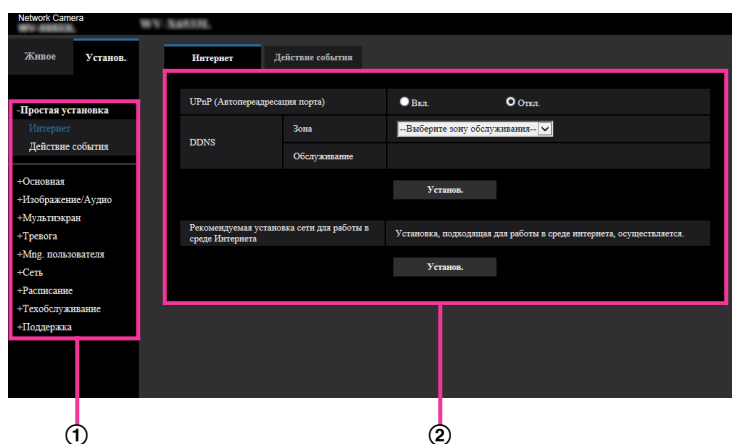 Network Camera
Живое
Установ.
Интернет
Действие события
-Простая установка
Интернет
Действие события
+Основная
+Изображение/Аудио
+Мультиэкран
+Тревога
+Mng. пользователя
+Сеть
+Расписание
+Техобслуживание
+Поддержка
UPnP (Автопереадресация порта)
Вкл.
Откл.
DDNS
Зона
--Выберите зону обслуживания--
Обслуживание
Установ.
Рекомендуемая установка сети для работы в
среде Интернета
Установка, подходящая для работы в среде интернета, осуществляется.
Установ.
① ②